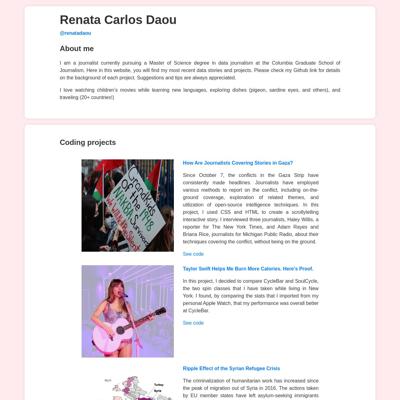 Renata Carlos Daou
@renatadaou
About me
I am a journalist currently pursuing a Master of Science degree in data journalism at the Columbia Graduate School of
Journalism. Here in this website, you will find my most recent data stories and projects. Please check my Github link for details
on the background of each project. Suggestions and tips are always appreciated.
I love watching children's movies while learning new languages, exploring dishes (pigeon, sardine eyes, and others), and
traveling (20+ countries!)
Coding projects
How Are Journalists Covering Stories in Gaza?
Since October 7, the conflicts in the Gaza Strip have
consistently made headlines. Journalists have employed
various methods to report on the conflict, including on-the-
ground coverage, exploration of related themes, and
utilization of open-source intelligence techniques. In this
project, I used CSS and HTML to create a scrollytelling
interactive story. I interviewed three journalists, Haley Willis, a
reporter for The New York Times, and Adam Rayes and
Briana Rice, journalists for Michigan Public Radio, about their
techniques covering the conflict, without being on the ground.
See code
Taylor Swift Helps Me Burn More Calories. Here's Proof.
In this project, I decided to compare CycleBar and SoulCycle,
the two spin classes that I have taken while living in New
York. I found, by comparing the stats that I imported from my
personal Apple Watch, that my performance was overall better
at CycleBar.
See code
Ripple Effect of the Syrian Refugee Crisis
The criminalization of humanitarian work has increased since
the peak of migration out of Syria in 2016. The actions taken
by EU member states have left asylum-seeking immigrants
Turkey
Syria